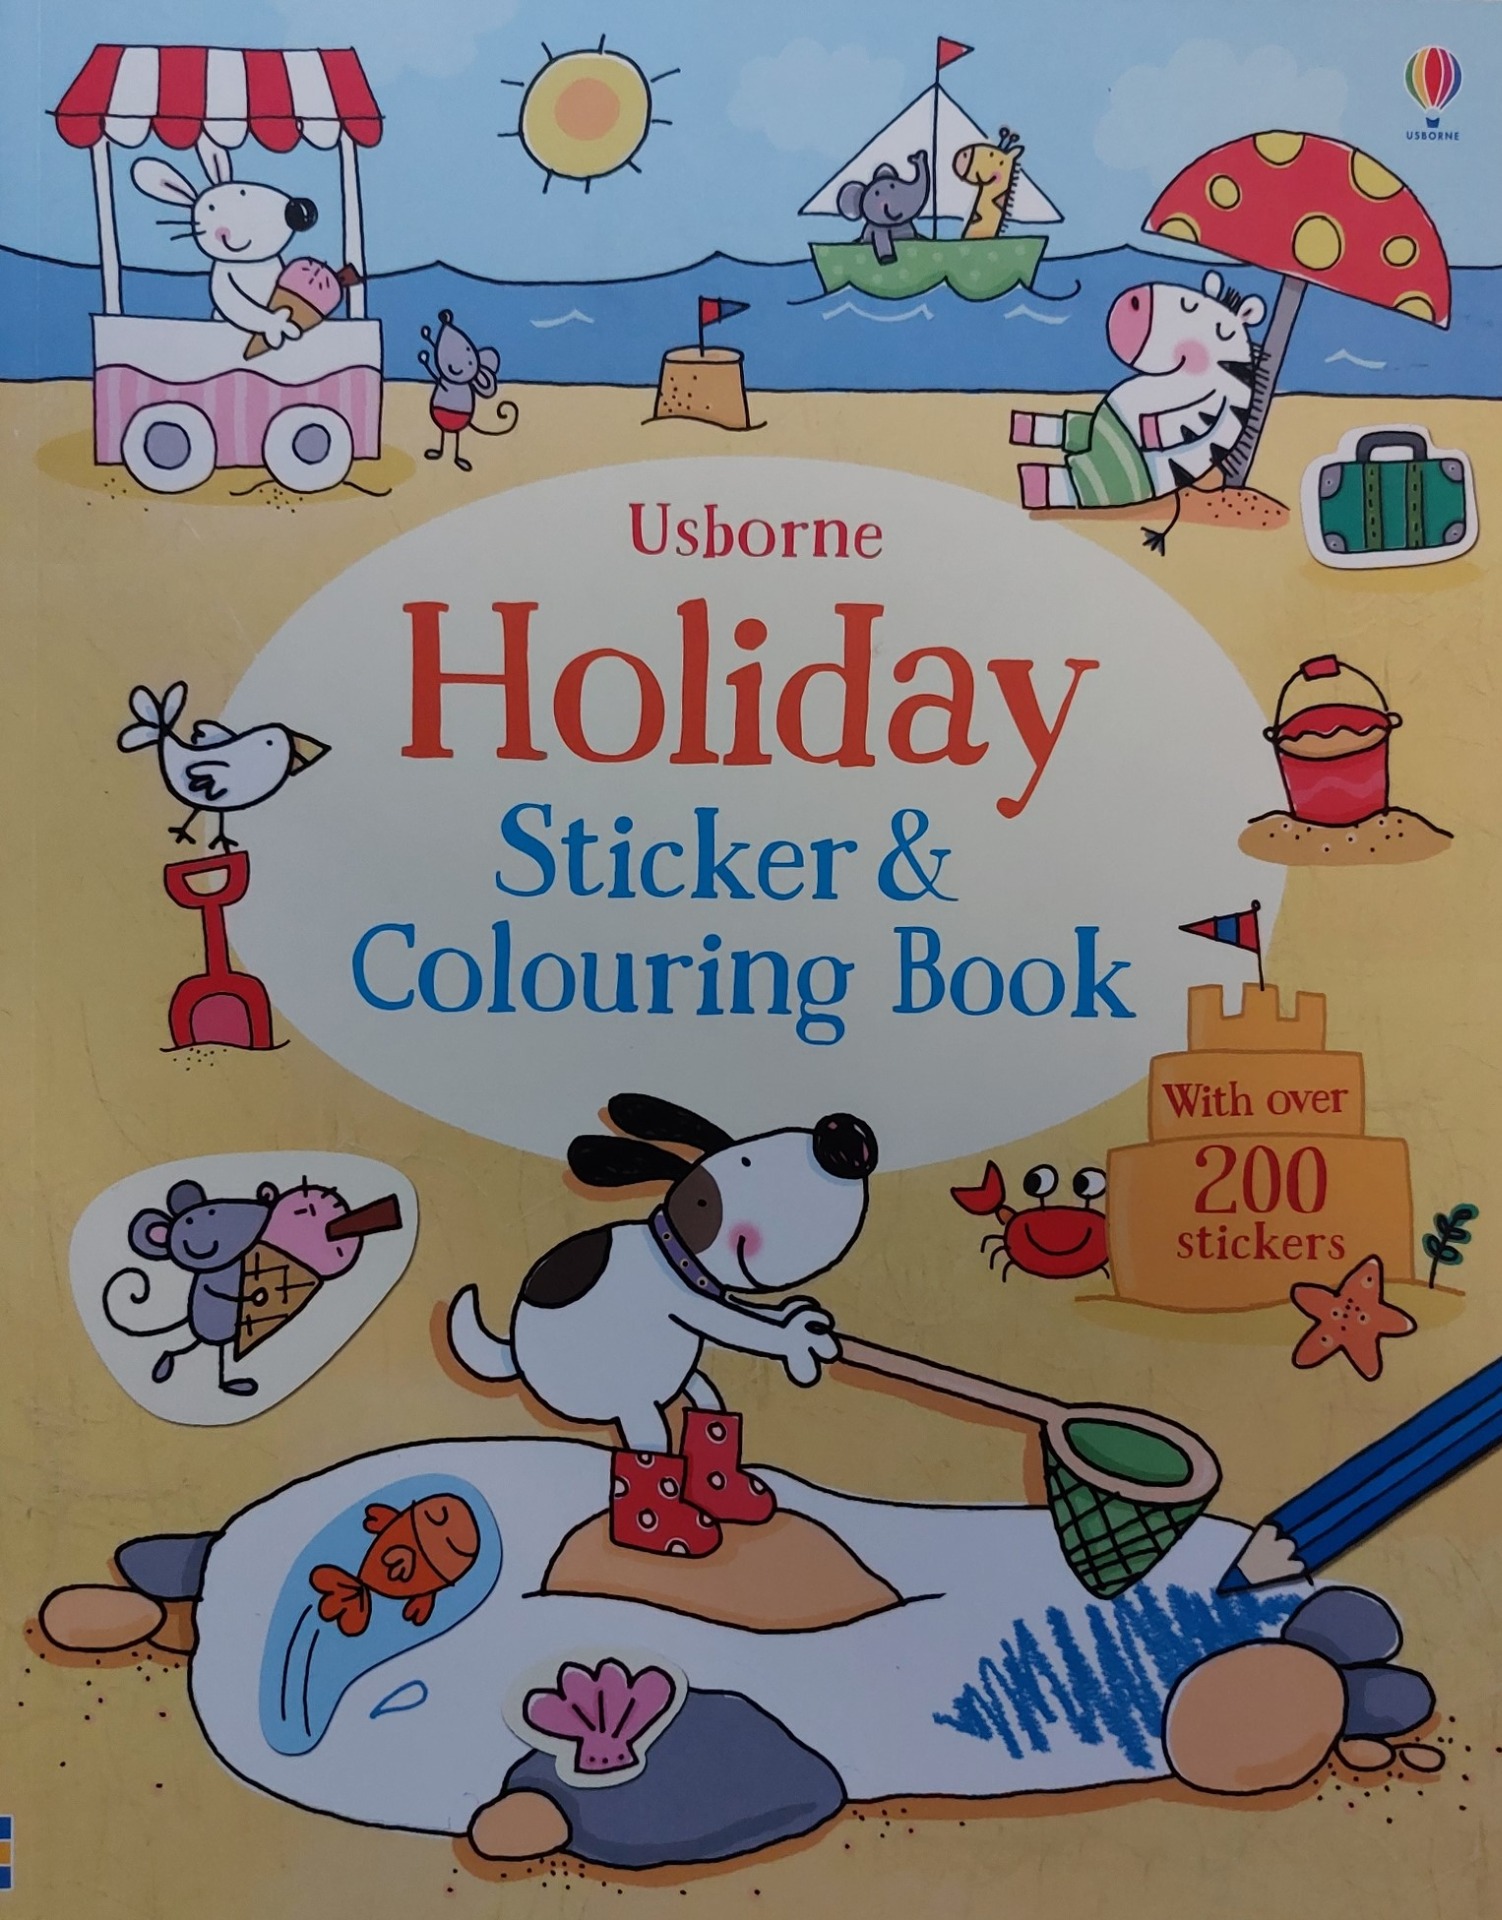 USBORNE
Usborne
Holiday
Sticker &
Colouring Book
With over
200
stickers